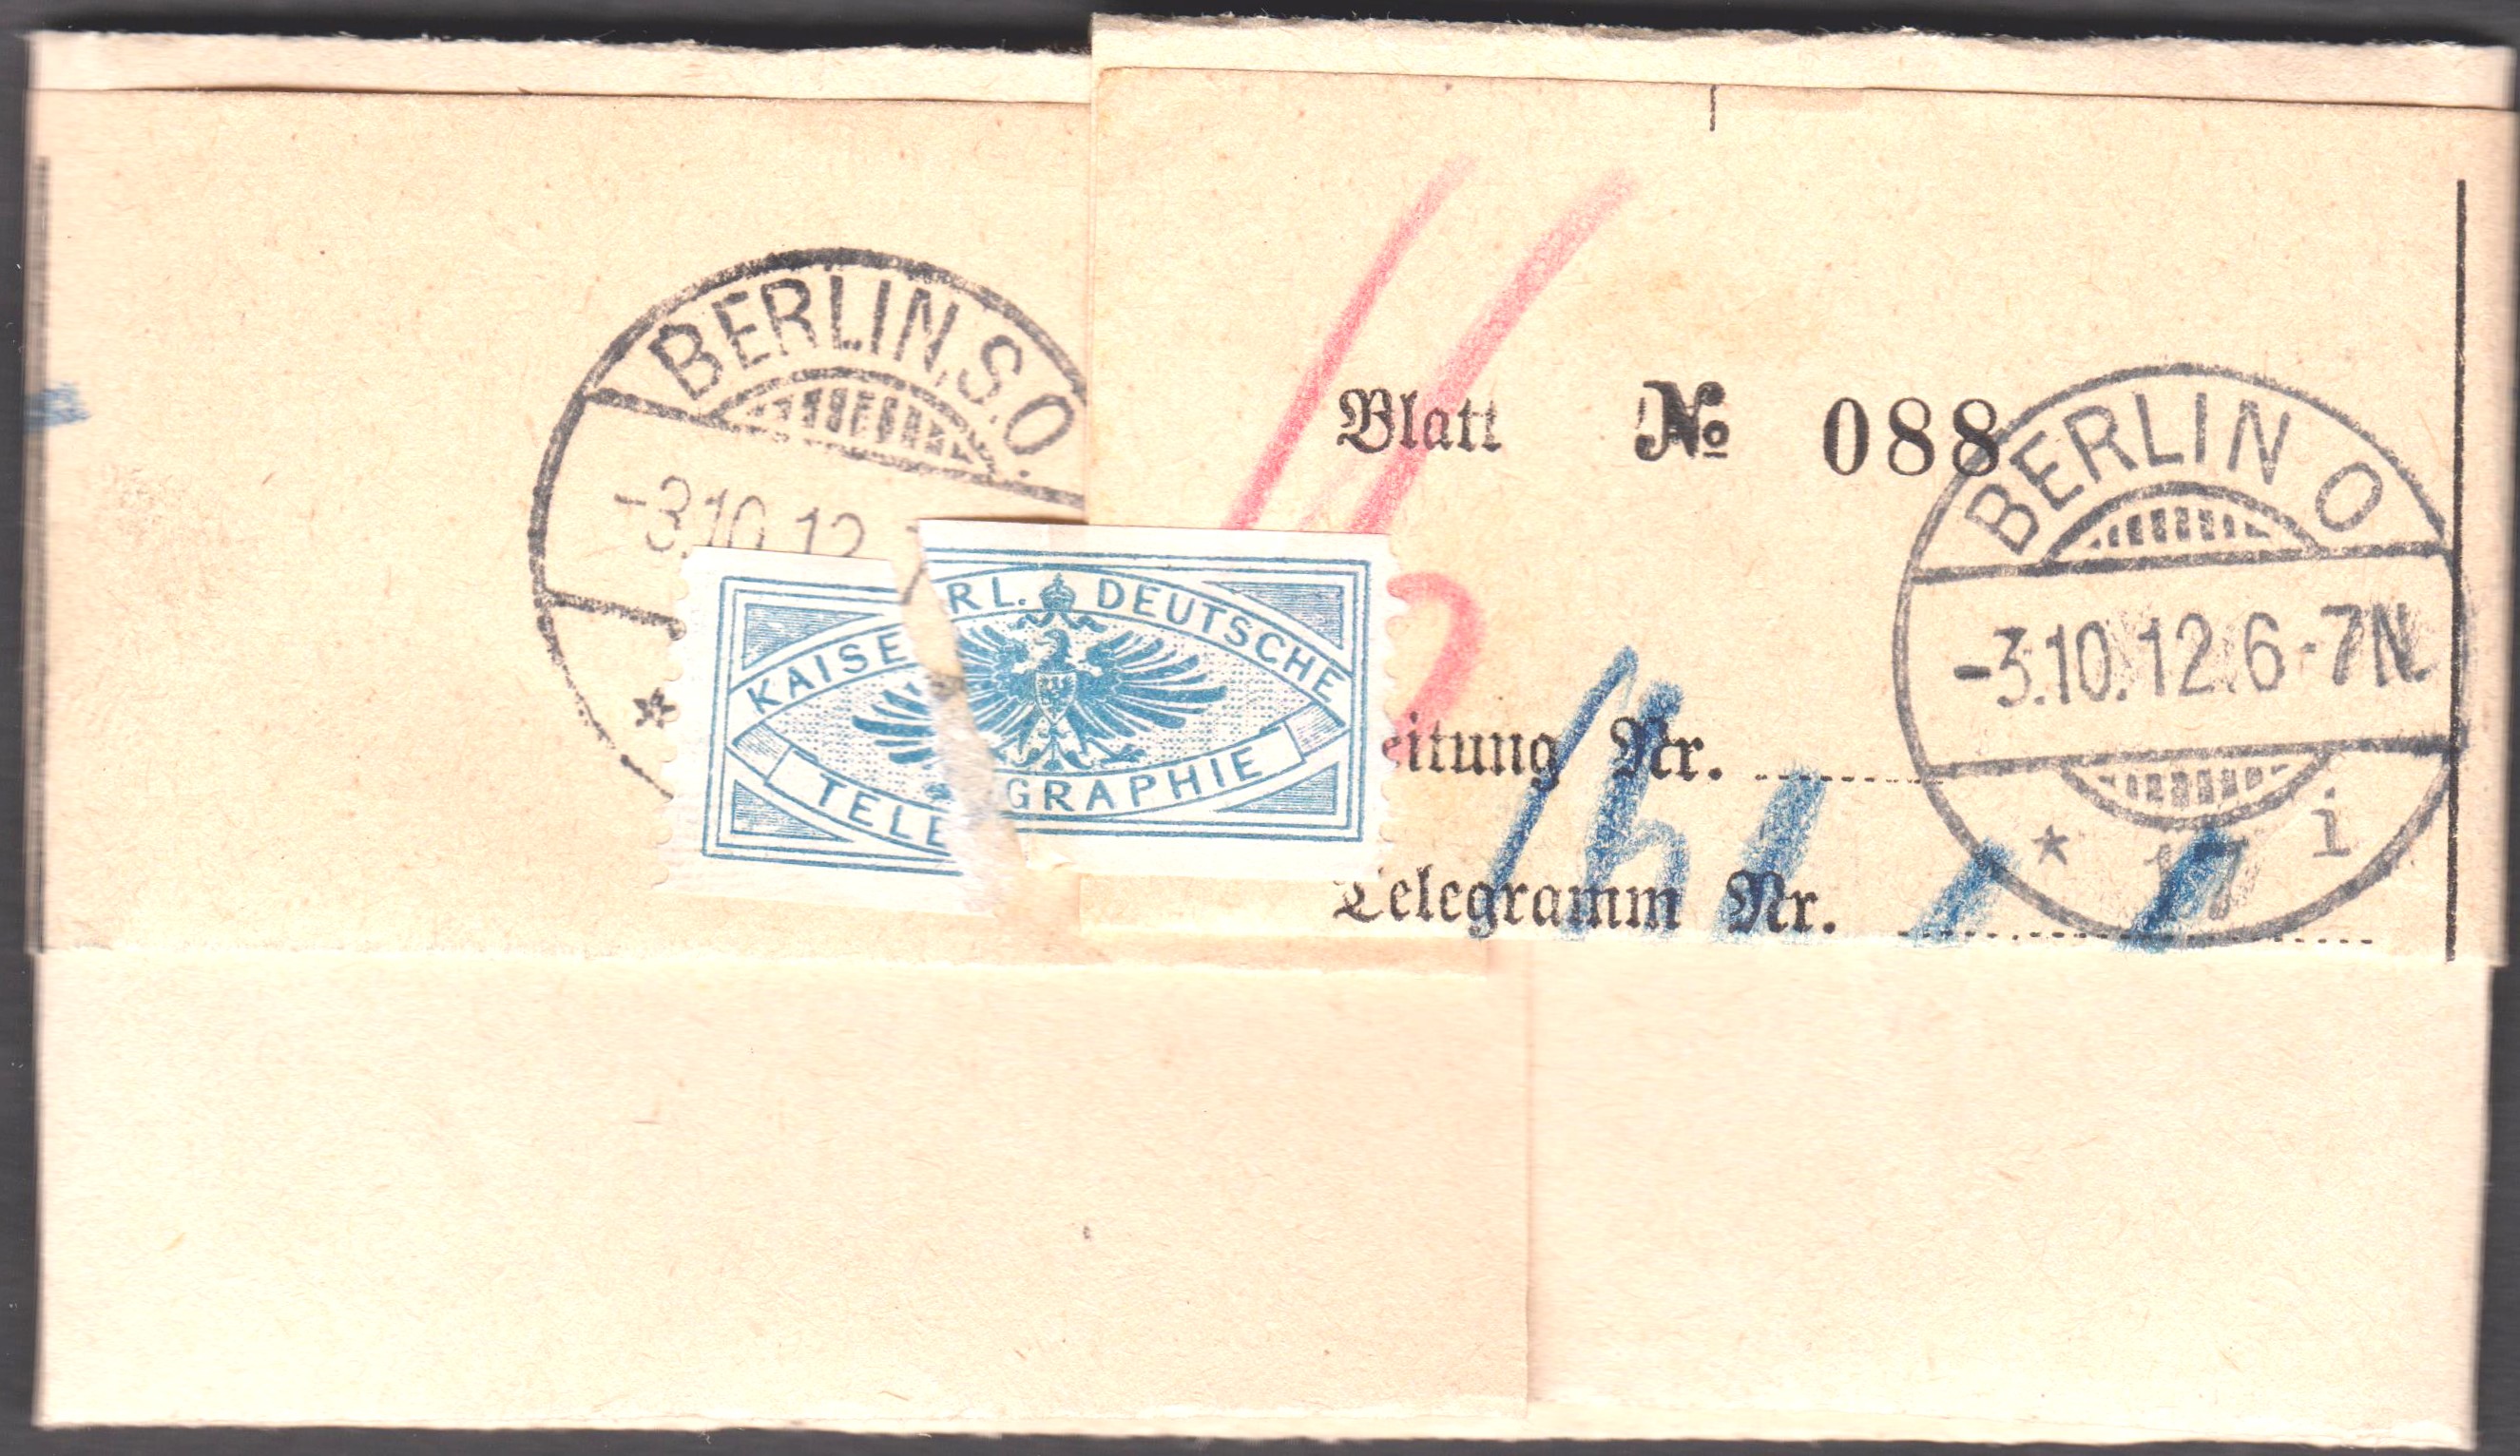 BERLIN.S.O.
-3.10.12
*
Blatt № 088
BERLIN O
-3.10.12.6-7N.
* 17 i
KAISERL. DEUTSCHE
TELEGRAPHIE
eitung Nr.
Telegramm Nr.